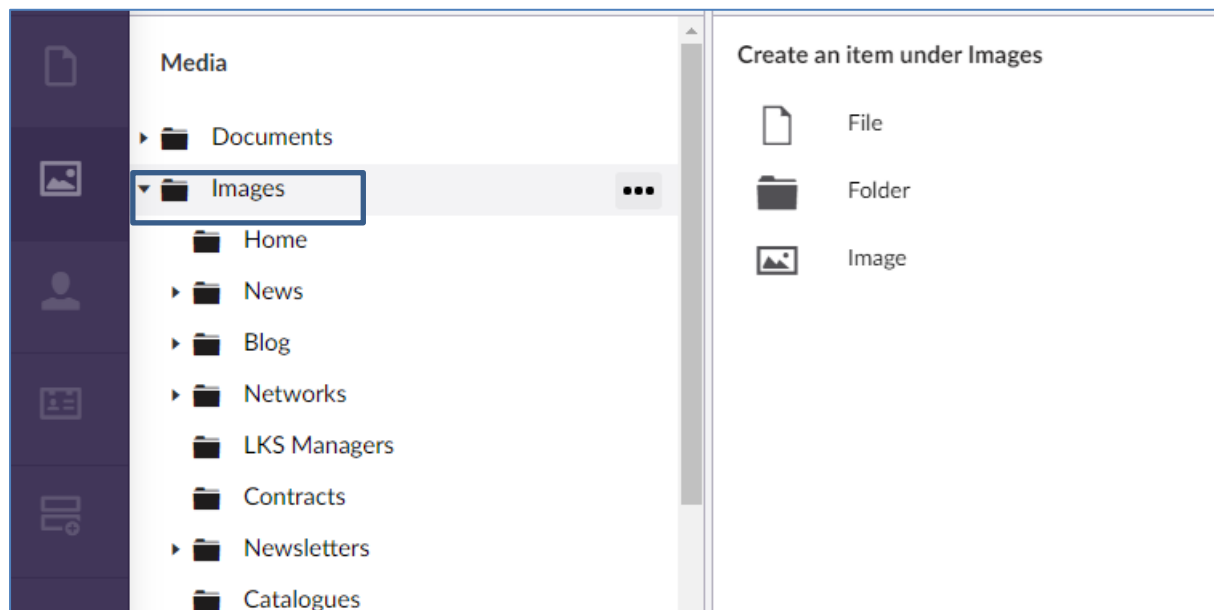 Media
Documents
Images
Home
News
Blog
Networks
LKS Managers
Contracts
Newsletters
Catalogues
Create an item under Images
File
Folder
Image